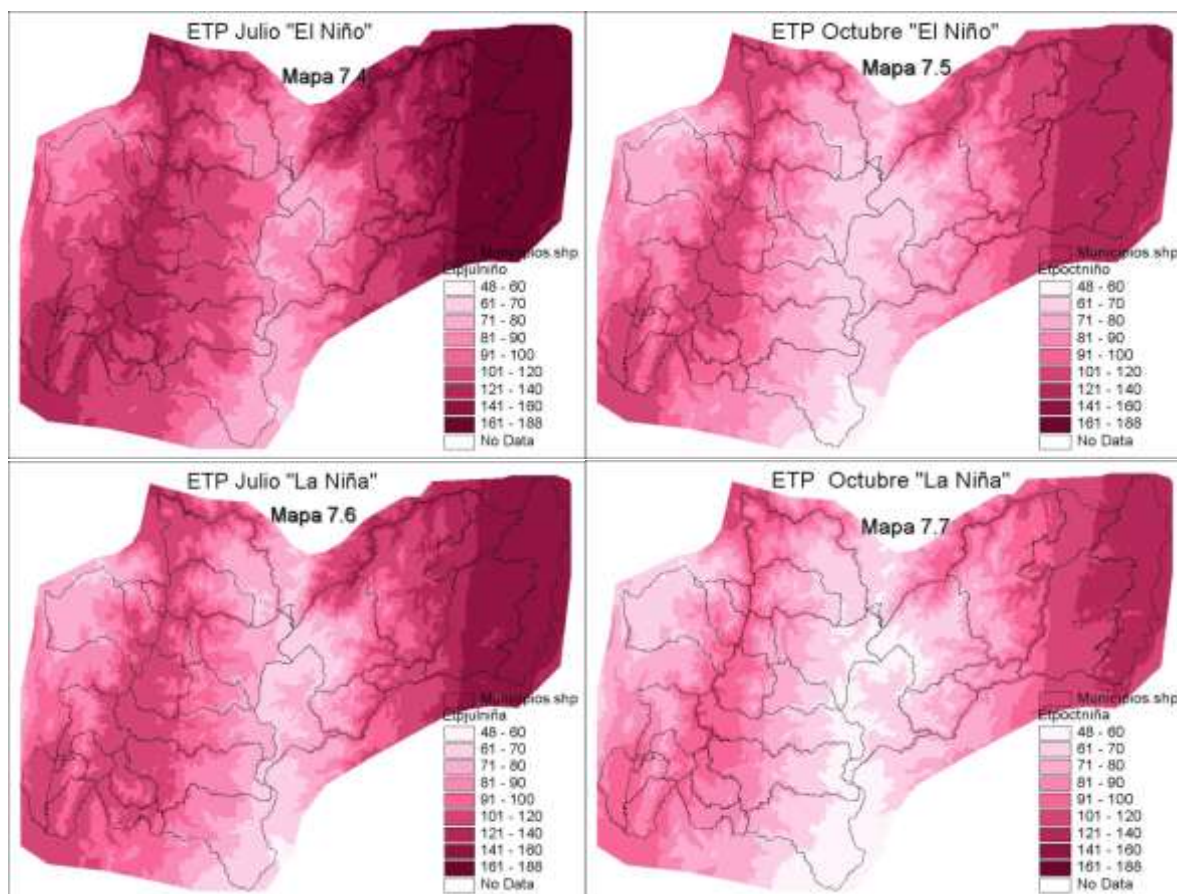 ETP Julio "El Niño"
Mapa 7.4
Municipios.shp
Etpjulniño
48 - 60
61 - 70
71 - 80
81 - 90
91 - 100
101 - 120
121 - 140
141 - 160
161 - 188
No Data
ETP Octubre "El Niño"
Mapa 7.5
Municipios.shp
Etpoctniño
48 - 60
61 - 70
71 - 80
81 - 90
91 - 100
101 - 120
121 - 140
141 - 160
161 - 188
No Data
ETP Julio "La Niña"
Mapa 7.6
Municipios.shp
Etpjulniña
48 - 60
61 - 70
71 - 80
81 - 90
91 - 100
101 - 120
121 - 140
141 - 160
161 - 188
No Data
ETP Octubre "La Niña"
Mapa 7.7
Municipios.shp
Etpoctniña
48 - 60
61 - 70
71 - 80
81 - 90
91 - 100
101 - 120
121 - 140
141 - 160
161 - 188
No Data